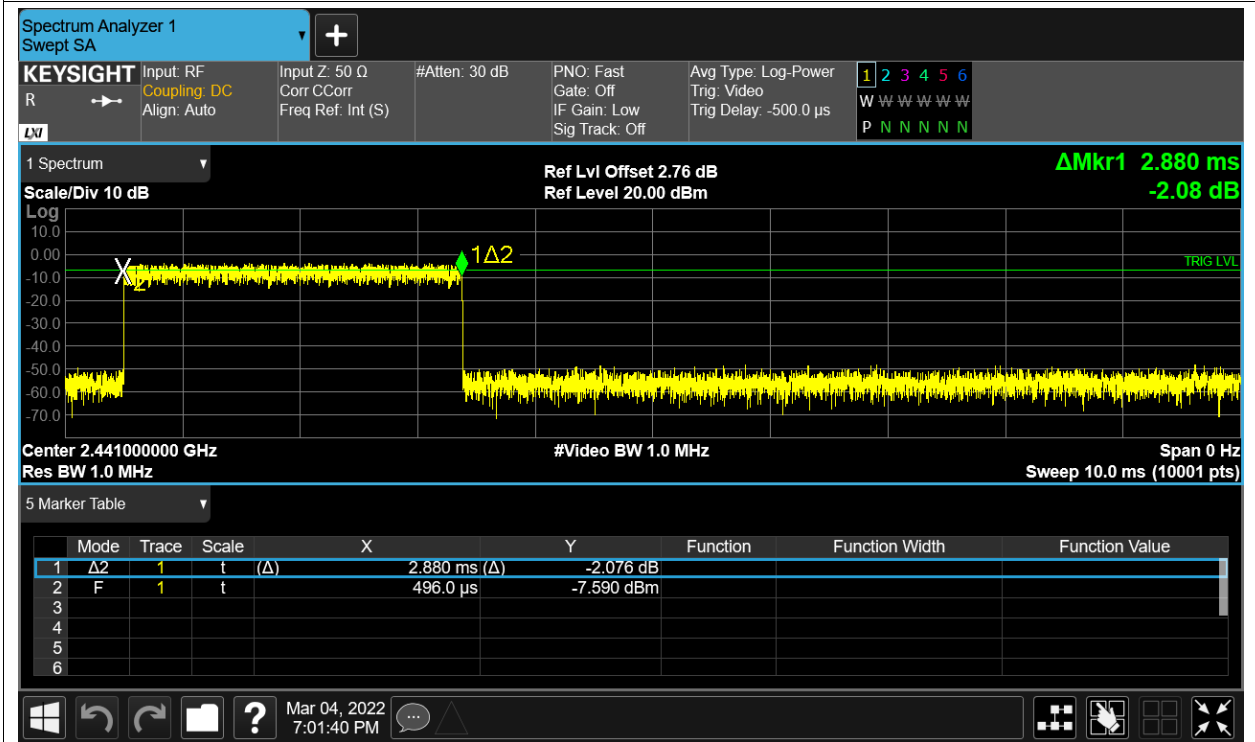 Spectrum Analyzer 1
Swept SA
▼
+
KEYSIGHT Input: RF Input Z: 50 Ω #Atten: 30 dB PNO: Fast Avg Type: Log-Power 1 2 3 4 5 6
R Coupling: DC Corr CCorr Gate: Off Trig: Video W W W W W W
Align: Auto Freq Ref: Int (S) IF Gain: Low Trig Delay: -500.0 µs
LXI Sig Track: Off P N N N N N
1 Spectrum ▼ Ref Lvl Offset 2.76 dB ΔMkr1 2.880 ms
Scale/Div 10 dB Ref Level 20.00 dBm -2.08 dB
Log
10.0
0.00 1Δ2
TRIG LVL
-10.0 2
-20.0
-30.0
-40.0
-50.0
-60.0
-70.0
Center 2.441000000 GHz #Video BW 1.0 MHz Span 0 Hz
Res BW 1.0 MHz Sweep 10.0 ms (10001 pts)
5 Marker Table ▼
Mode Trace Scale X Y Function Function Width Function Value
1 Δ2 1 t (Δ) 2.880 ms (Δ) -2.076 dB
2 F 1 t 496.0 µs -7.590 dBm
3
4
5
6
? Mar 04, 2022
7:01:40 PM